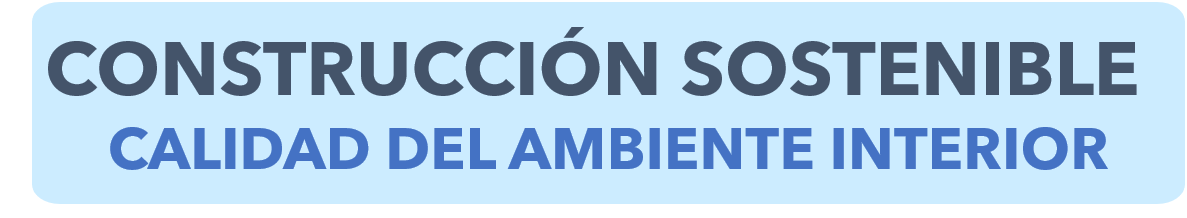 CONSTRUCCIÓN SOSTENIBLE
CALIDAD DEL AMBIENTE INTERIOR